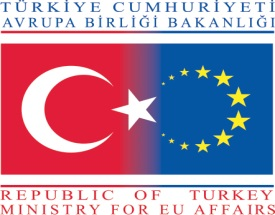 TÜRKİYE CUMHURİYETİ
AVRUPA BİRLİĞİ BAKANLIĞI
REPUBLIC OF TURKEY
MINISTRY FOR EU AFFAIRS